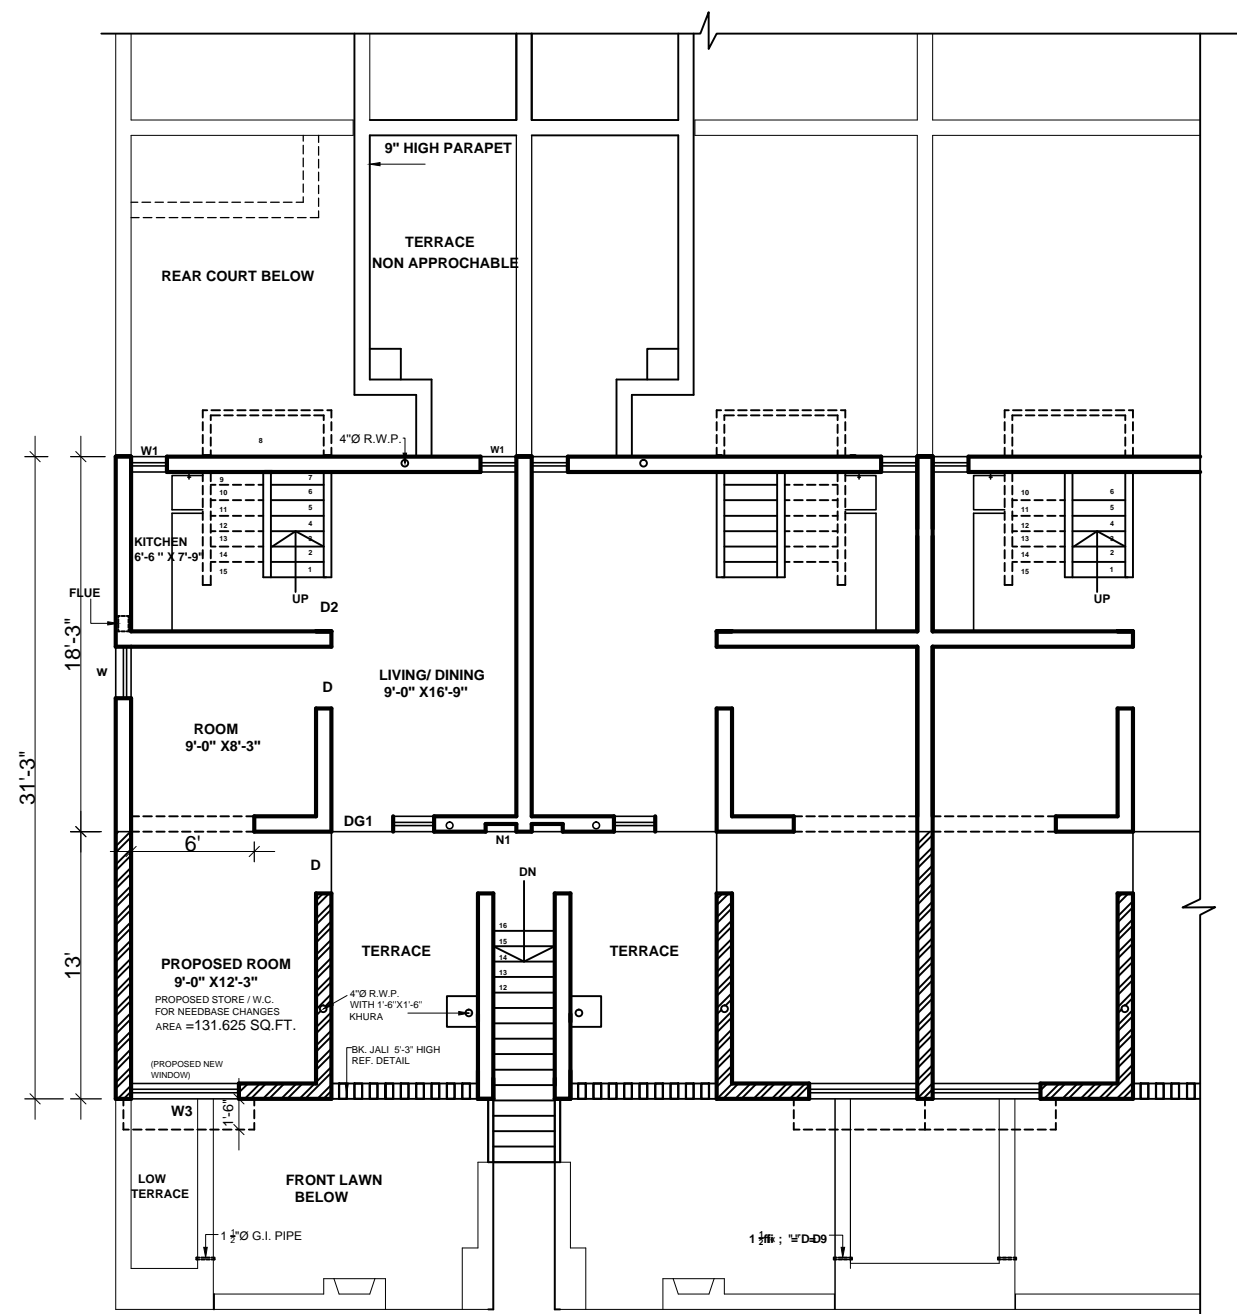 9" HIGH PARAPET
TERRACE
NON APPROCHABLE
REAR COURT BELOW
8
4"Ø R.W.P.
W1
W1
9
10
11
12
13
14
15
7
6
5
4
3
2
1
10
11
12
13
14
15
6
5
4
3
2
1
KITCHEN
6'-6 " X 7'-9"
UP
UP
FLUE
D2
18'-3"
W
LIVING/ DINING
9'-0" X16'-9"
D
ROOM
9'-0" X8'-3"
31'-3"
DG1
N1
6'
D
DN
16
15
14
13
12
TERRACE
TERRACE
13'
PROPOSED ROOM
9'-0" X12'-3"
PROPOSED STORE / W.C.
FOR NEEDBASE CHANGES
AREA =131.625 SQ.FT.
4"Ø R.W.P.
WITH 1'-6"X1'-6"
KHURA
BK. JALI 5'-3" HIGH
REF. DETAIL
(PROPOSED NEW
WINDOW)
W3
1'-6"
LOW
TERRACE
FRONT LAWN
BELOW
1 1/2"Ø G.I. PIPE